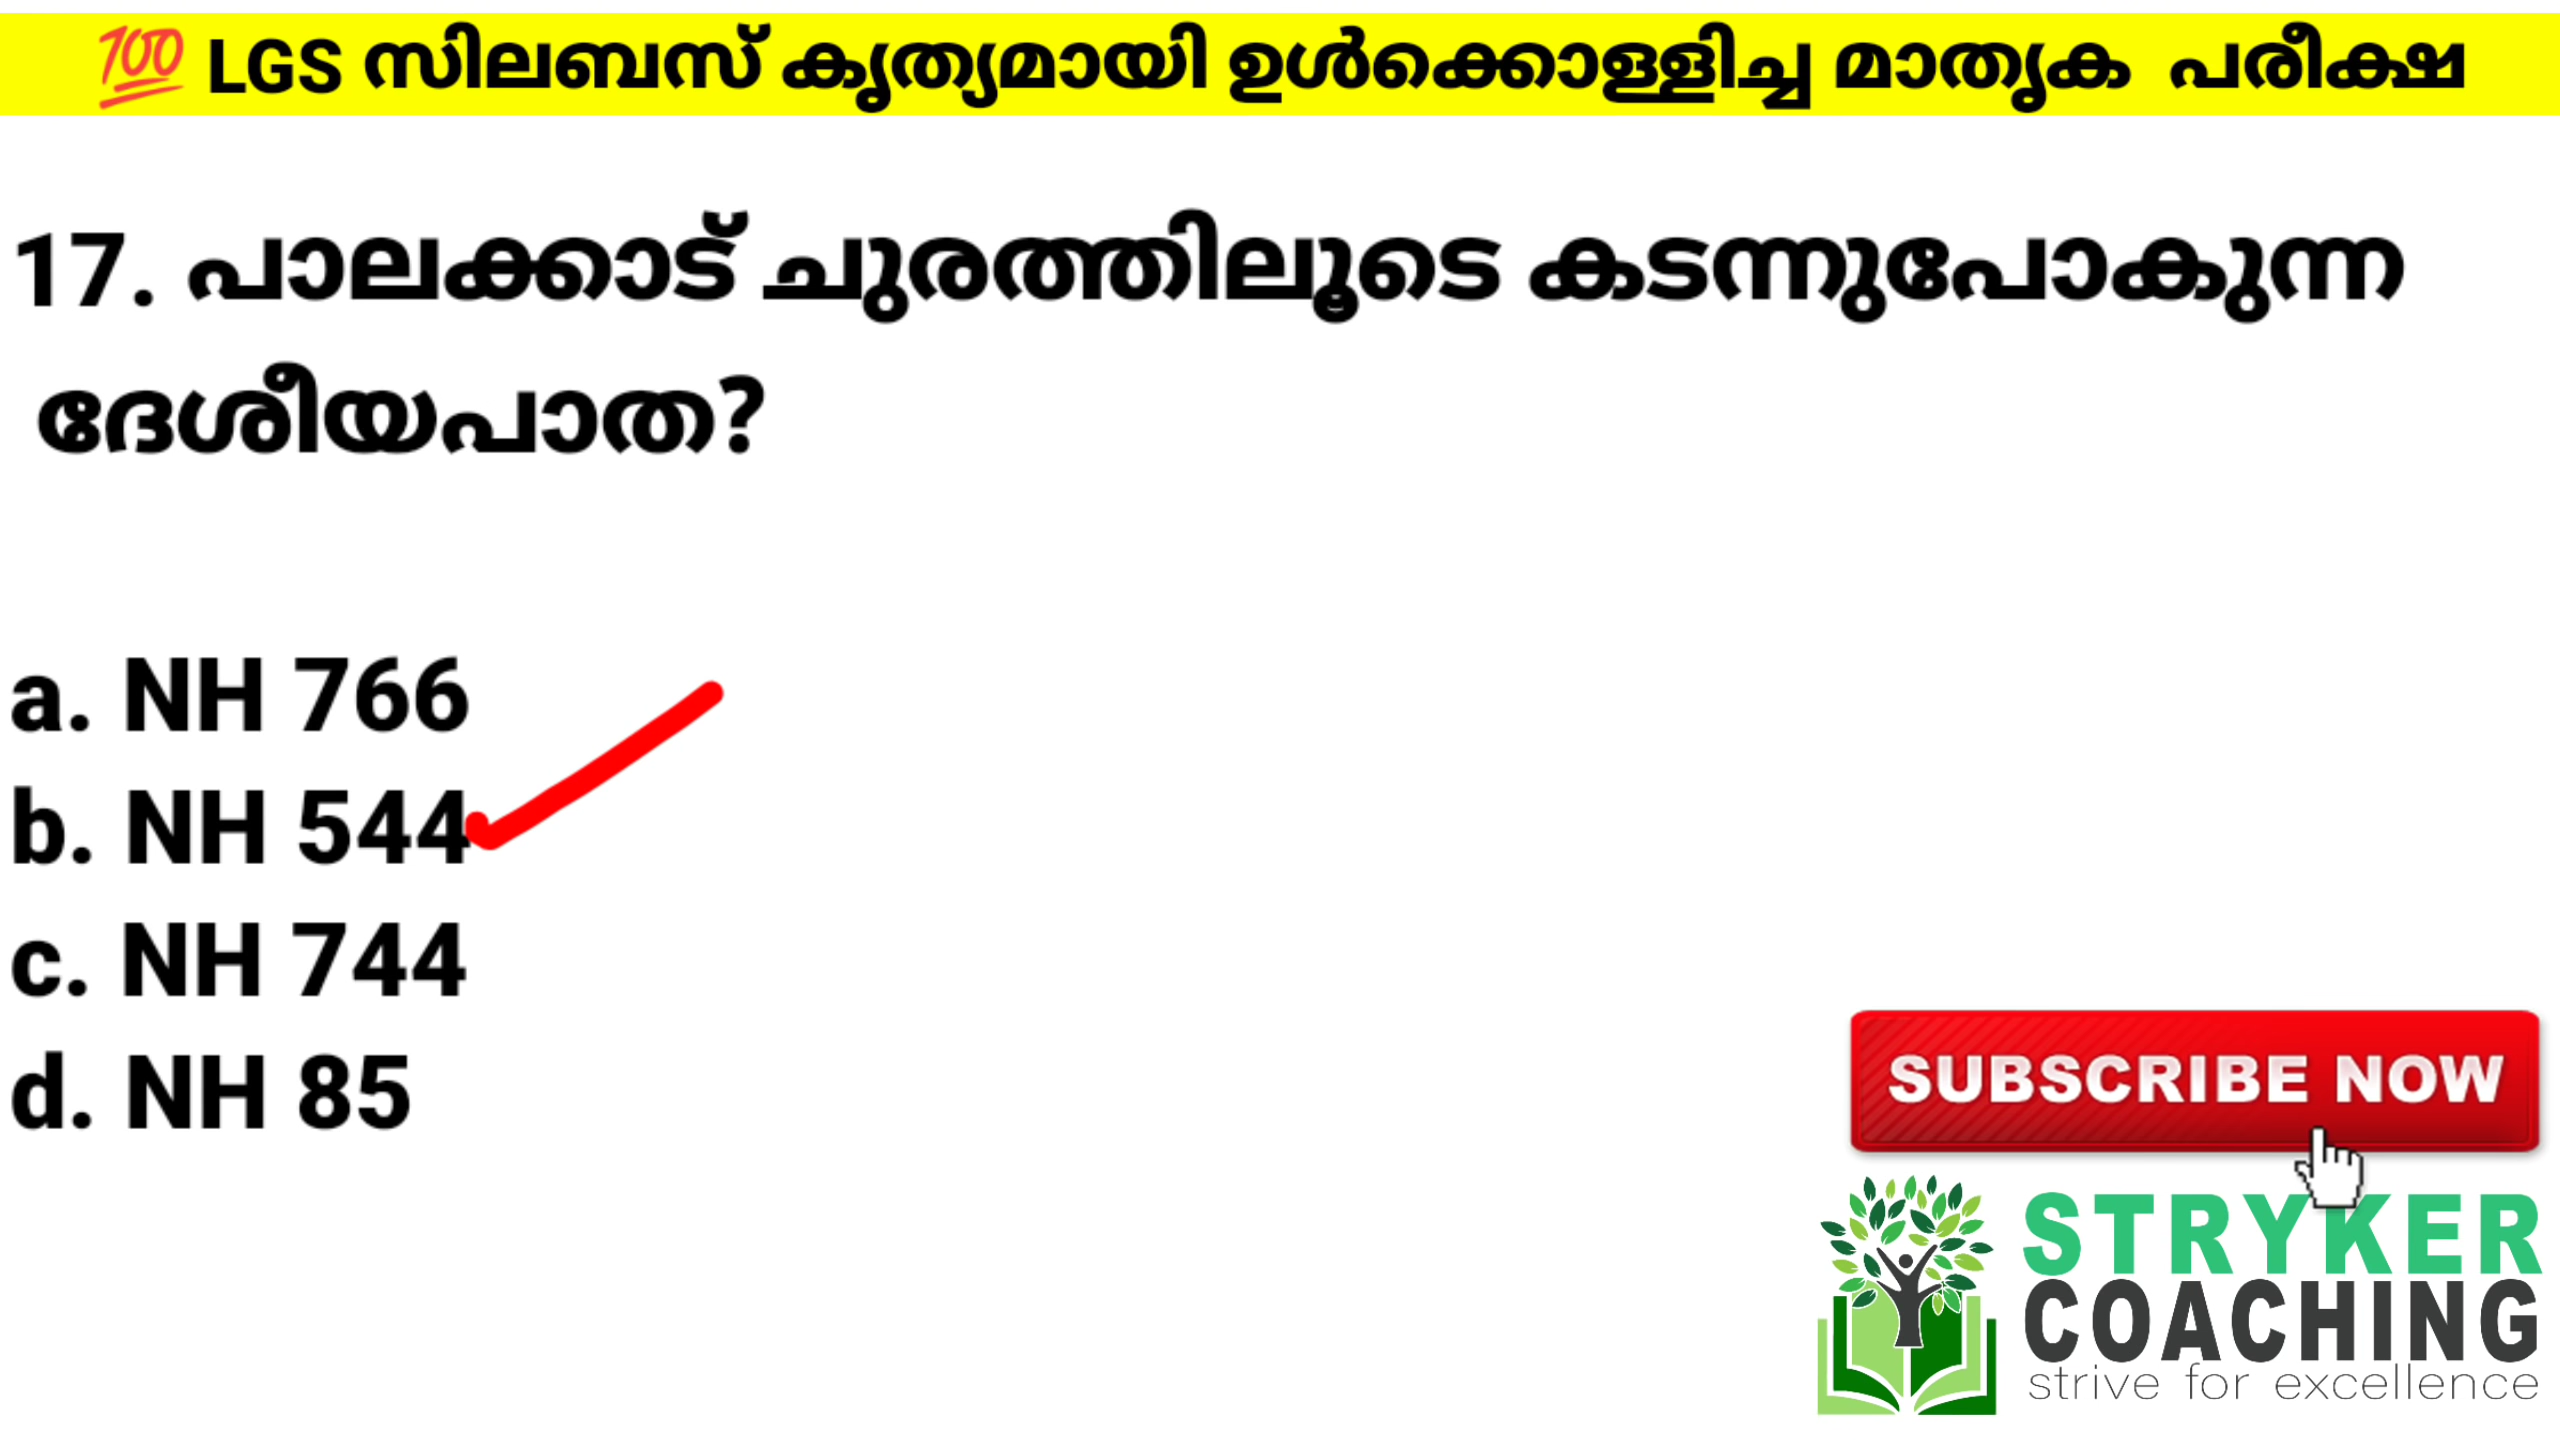 💯 LGS സിലബസ് കൃത്യമായി ഉൾക്കൊള്ളിച്ച മാതൃക പരീക്ഷ
17. പാലക്കാട് ചുരത്തിലൂടെ കടന്നുപോകുന്ന
ദേശീയപാത?
a. NH 766
b. NH 544
c. NH 744
d. NH 85
SUBSCRIBE NOW
STRYKER
COACHING
strive for excellence